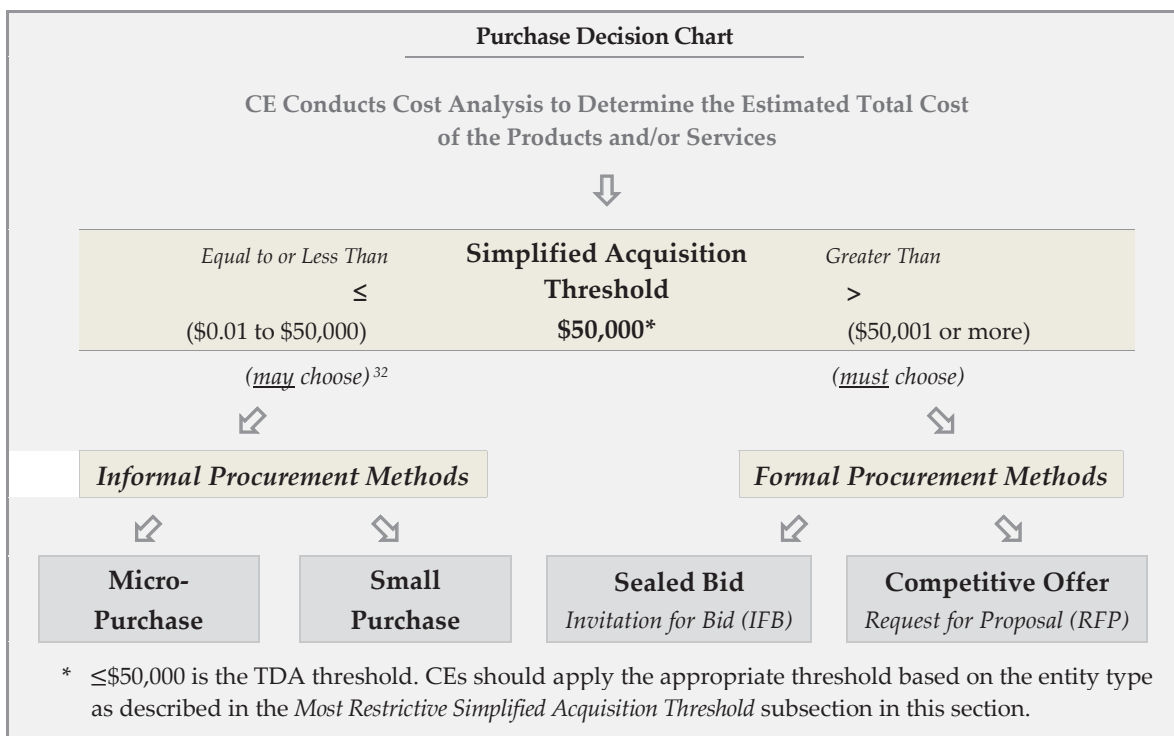 Purchase Decision Chart
CE Conducts Cost Analysis to Determine the Estimated Total Cost
of the Products and/or Services
Equal to or Less Than
≤
($0.01 to $50,000)
Simplified Acquisition
Threshold
$50,000*
Greater Than
>
($50,001 or more)
(may choose) 32
(must choose)
Informal Procurement Methods
Formal Procurement Methods
Micro-
Purchase
Small
Purchase
Sealed Bid
Invitation for Bid (IFB)
Competitive Offer
Request for Proposal (RFP)
* ≤$50,000 is the TDA threshold. CEs should apply the appropriate threshold based on the entity type
as described in the Most Restrictive Simplified Acquisition Threshold subsection in this section.